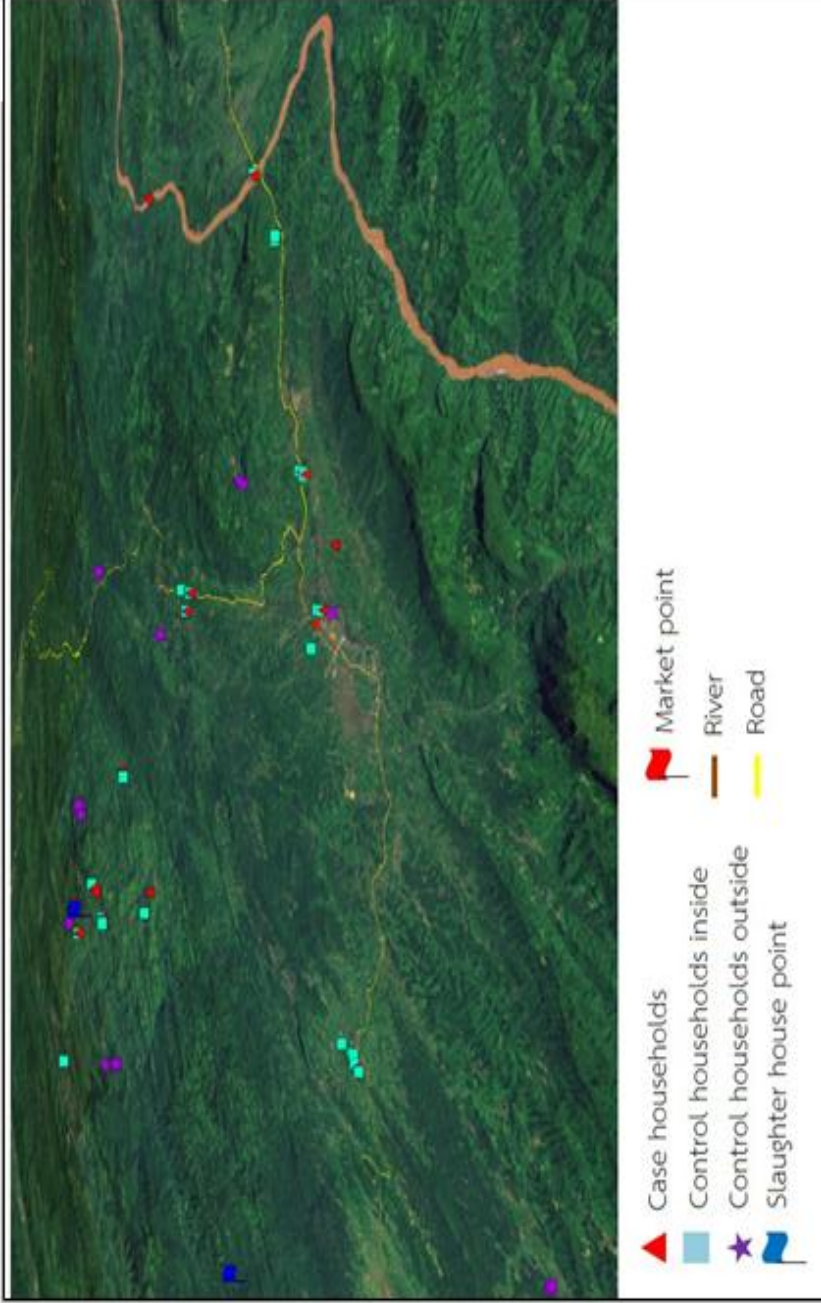 Case households
Control households inside
Control households outside
Slaughter house point
Market point
River
Road